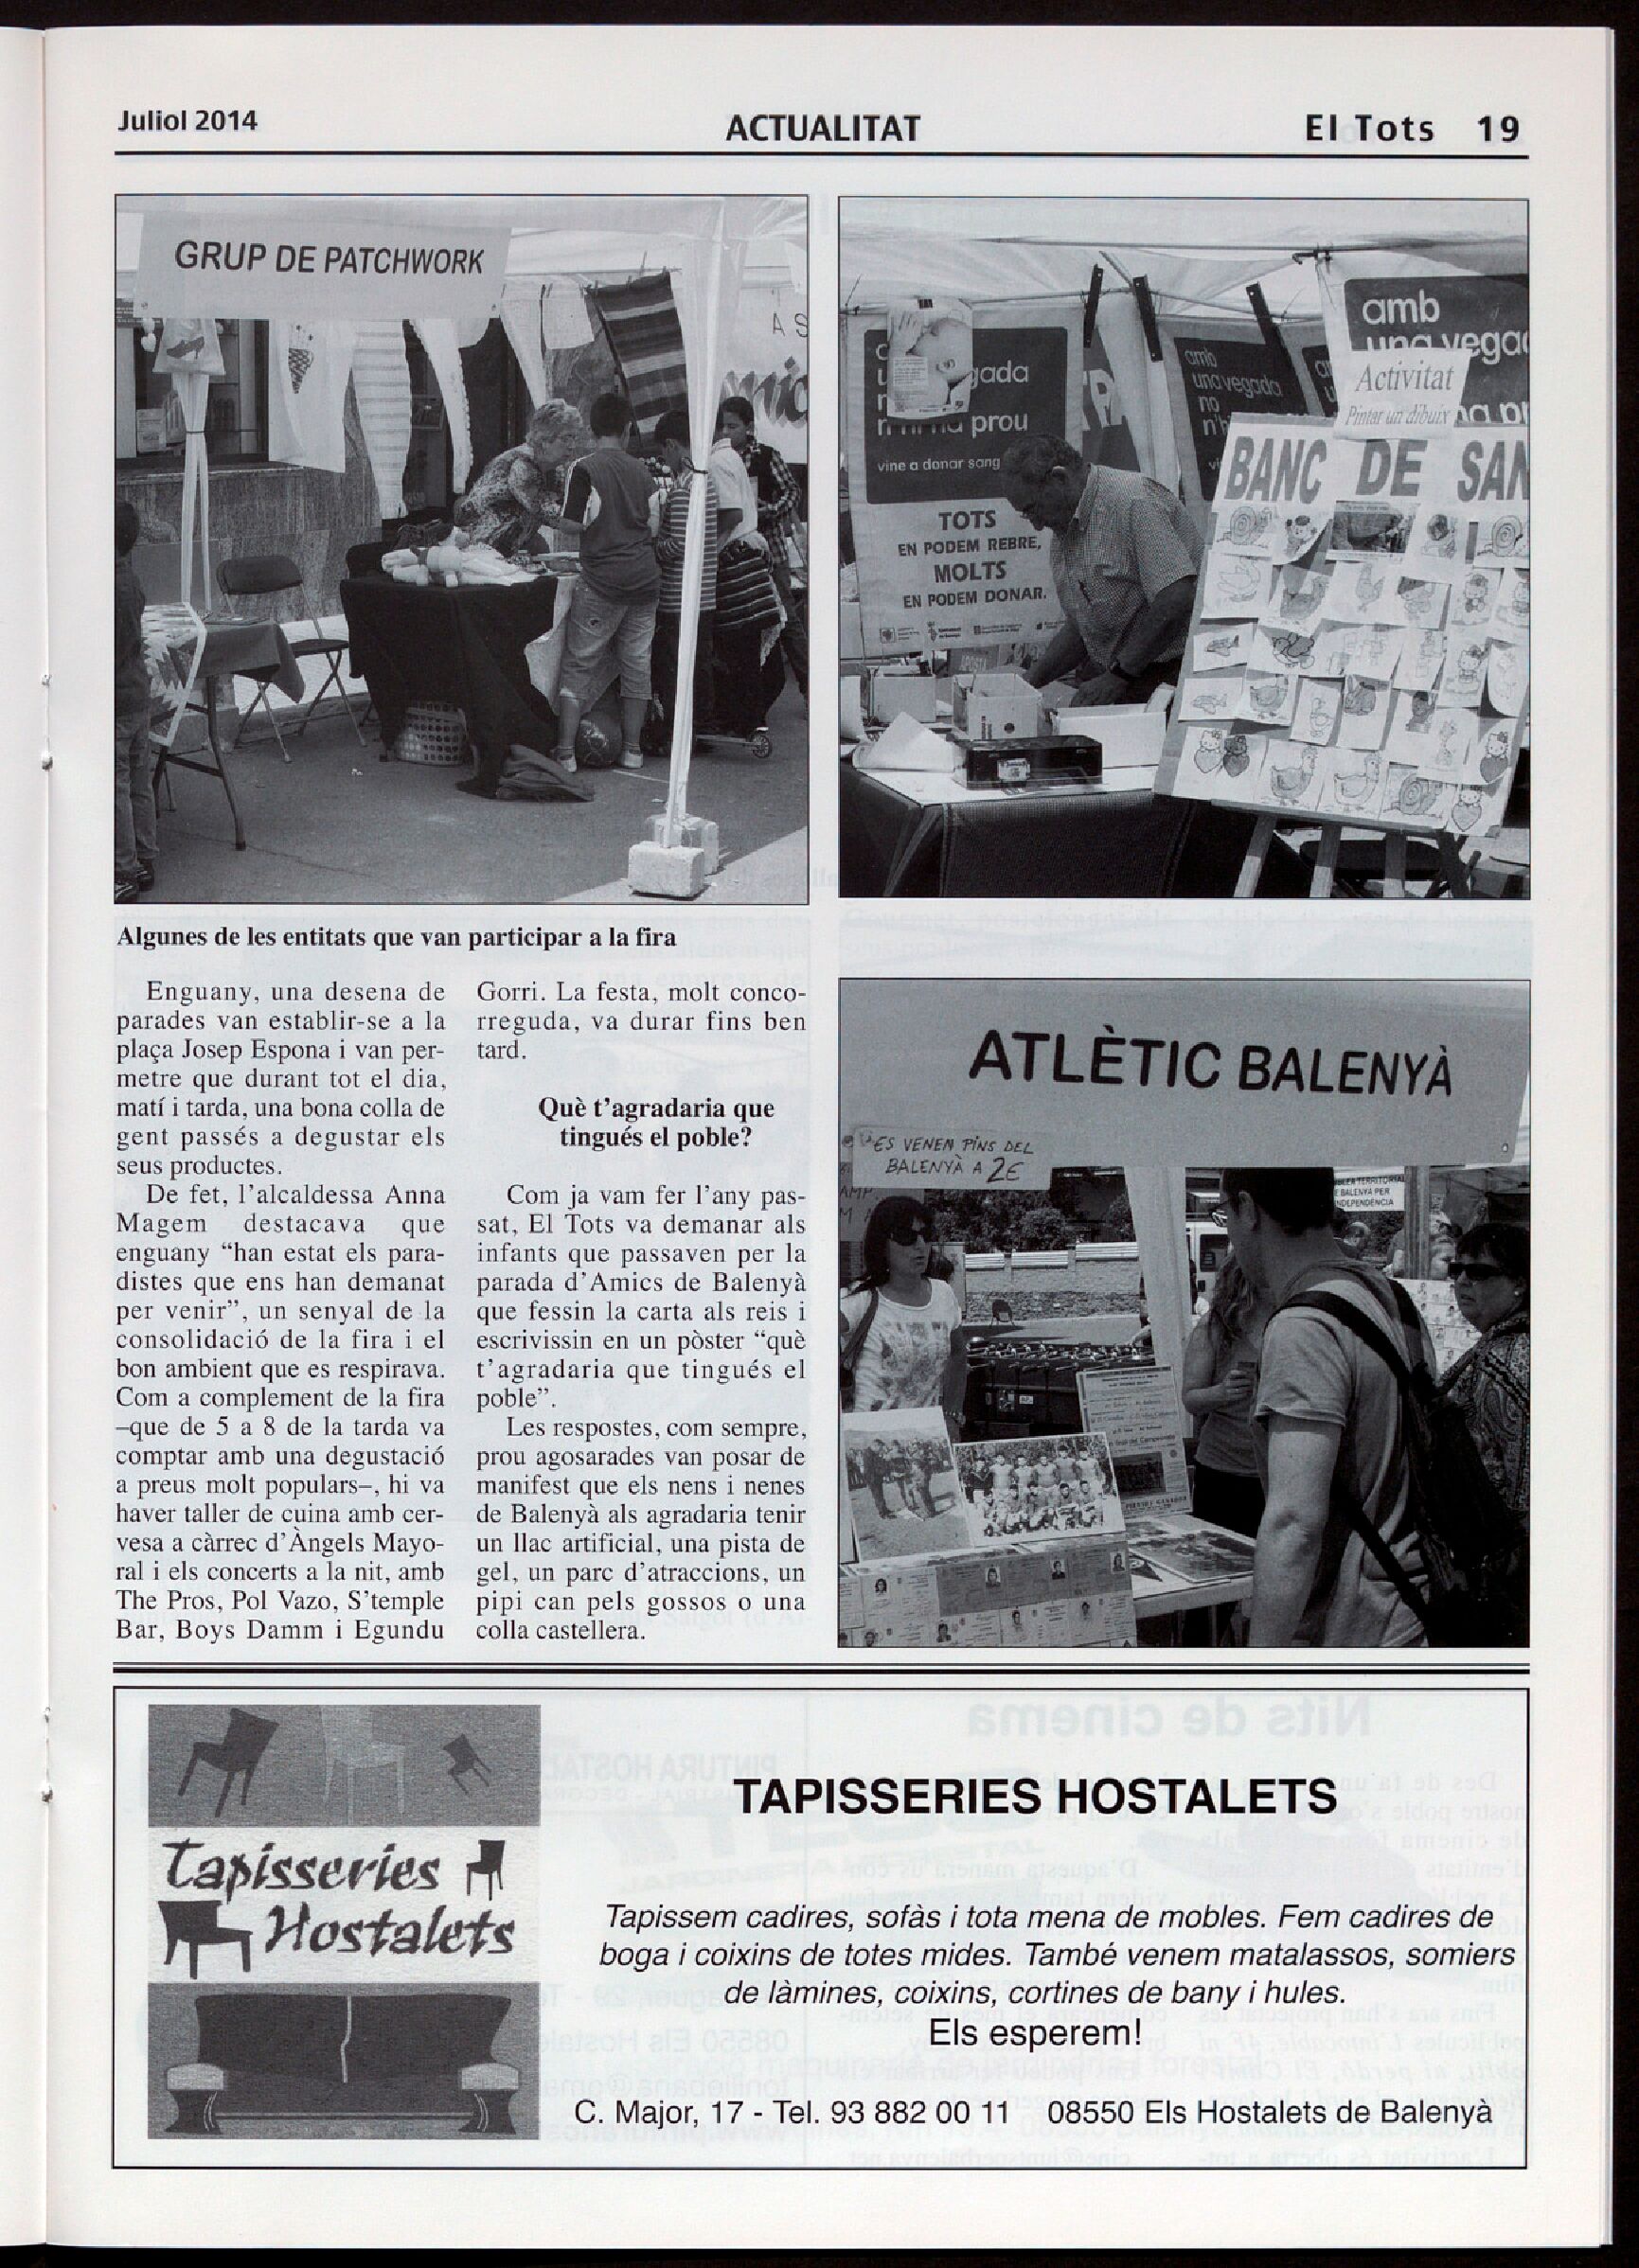 Juliol 2014
ACTUALITAT
El Tots 19
GRUP DE PATCHWORK
A S
amb
una vegada
Activitat
Pintar un dibuix
gada
prou
vine a donar sang
amb
una vegada
no
TOTS
EN PODEM REBRE,
MOLTS
EN PODEM DONAR.
BANC DE SAN
Algunes de les entitats que van participar a la fira
Enguany, una desena de
parades van establir-se a la
plaça Josep Espona i van per-
metre que durant tot el dia,
matí i tarda, una bona colla de
gent passés a degustar els
seus productes.
De fet, l'alcaldessa Anna
Magem destacava que
enguany “han estat els para-
distes que ens han demanat
per venir”, un senyal de la
consolidació de la fira i el
bon ambient que es respirava.
Com a complement de la fira
–que de 5 a 8 de la tarda va
comptar amb una degustació
a preus molt populars–, hi va
haver taller de cuina amb cer-
vesa a càrrec d'Àngels Mayo-
ral i els concerts a la nit, amb
The Pros, Pol Vazo, S'temple
Bar, Boys Damm i Egundu
Gorri. La festa, molt conco-
rreguda, va durar fins ben
tard.
Què t'agradaria que
tingués el poble?
Com ja vam fer l'any pas-
sat, El Tots va demanar als
infants que passaven per la
parada d'Amics de Balenyà
que fessin la carta als reis i
escrivissin en un pòster “què
t'agradaria que tingués el
poble”.
Les respostes, com sempre,
prou agosarades van posar de
manifest que els nens i nenes
de Balenyà als agradaria tenir
un llac artificial, una pista de
gel, un parc d'atraccions, un
pipi can pels gossos o una
colla castellera.
ATLÈTIC BALENYÀ
ES VENEN PINS DEL
BALENYÀ A 2€
TERRITORIAL
BALENYÀ PER
INDEPENDÈNCIA
Tapisseries
Hostalets
TAPISSERIES HOSTALETS
Tapissem cadires, sofàs i tota mena de mobles. Fem cadires de
boga i coixins de totes mides. També venem matalassos, somiers
de làmines, coixins, cortines de bany i hules.
Els esperem!
C. Major, 17 - Tel. 93 882 00 11 08550 Els Hostalets de Balenyà